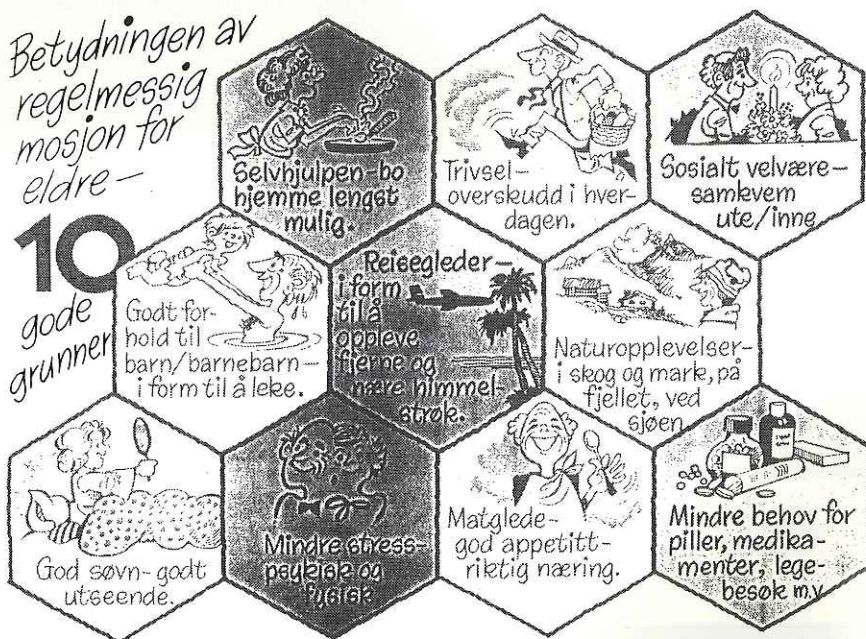 Betydningen av
regelmessig
mosjon for
eldre—
10
gode
grunner
Selvhjulpen-bo
hjemme lengst
mulig.
Trivsel—
overskudd i hver-
dagen.
Sosialt velvære—
samkvem
ute/inne
Godt for-
hold til
barn/barnebarn—
i form til å leke.
Reisegleder—
i form
til å
oppleve
fjerne og
nære himmel-
strøk.
Naturopplevelser-
i skog og mark, på
fjellet, ved
sjøen
God søvn-godt
utseende.
Mindre stress-
psykisk og
fysisk
Matglede-
god appetitt-
riktig næring.
Mindre behov for
piller, medika-
menter, lege-
besøk m.v.